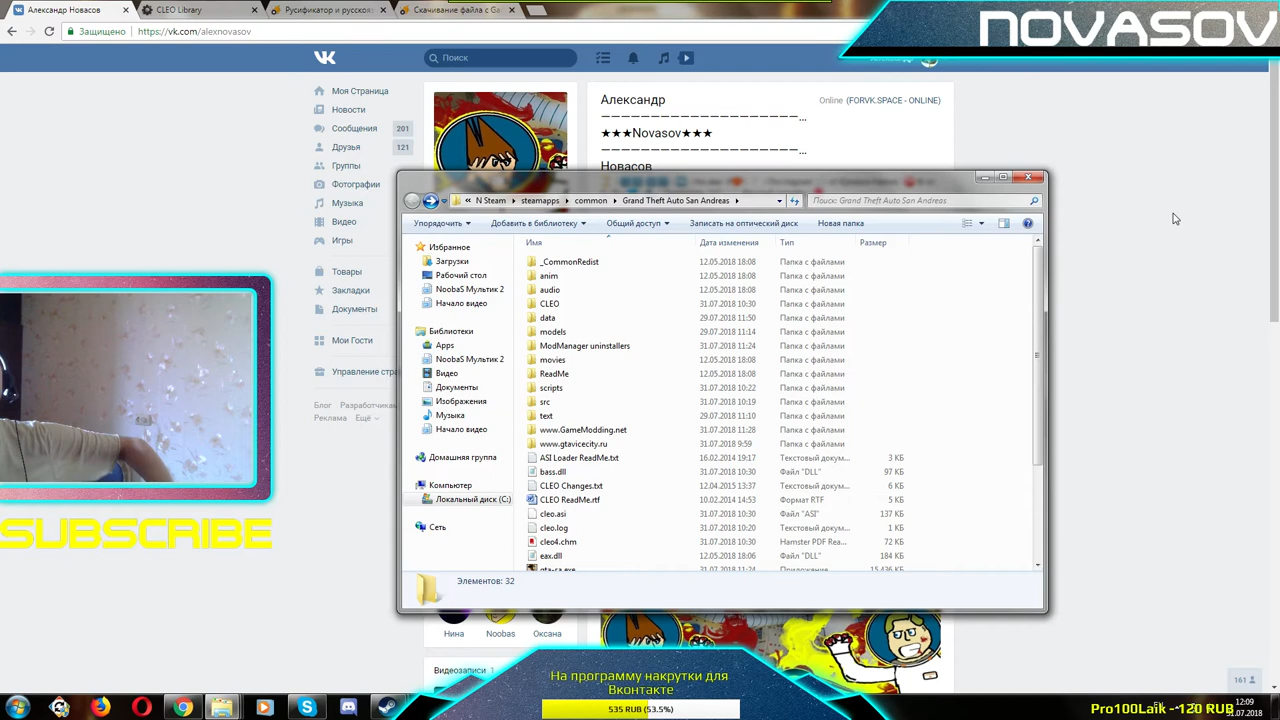 Александр Новасов
CLEO Library
Русификатор и русская
Скачивание файла с Ga
Защищено
https://vk.com/alexnovasov
NOVASOV
Поиск
Моя Страница
Новости
Сообщения 201
Друзья 121
Группы
Фотографии
Музыка
Видео
Игры
Товары
Закладки
Документы
Мои Гости
Управление стра
Блог Разработчикам
Реклама Ещё
Александр
Online (FORVK.SPACE - ONLINE)
––––––––––––––––––––...
★★★Novasov★★★
––––––––––––––––––––...
Новасов
« N Steam steamapps common Grand Theft Auto San Andreas
Поиск: Grand Theft Auto San Andreas
Упорядочить Добавить в библиотеку Общий доступ Записать на оптический диск Новая папка
Избранное
Загрузки
Рабочий стол
NoobaS Мультик 2
Начало видео
Библиотеки
Apps
NoobaS Мультик 2
Видео
Документы
Изображения
Музыка
Начало видео
Домашняя группа
Компьютер
Локальный диск (C:)
Сеть
Имя Дата изменения Тип Размер
_CommonRedist 12.05.2018 18:08 Папка с файлами
anim 12.05.2018 18:08 Папка с файлами
audio 12.05.2018 18:08 Папка с файлами
CLEO 31.07.2018 10:30 Папка с файлами
data 29.07.2018 11:50 Папка с файлами
models 29.07.2018 11:14 Папка с файлами
ModManager uninstallers 31.07.2018 11:24 Папка с файлами
movies 12.05.2018 18:08 Папка с файлами
ReadMe 12.05.2018 18:08 Папка с файлами
scripts 31.07.2018 10:22 Папка с файлами
src 31.07.2018 10:19 Папка с файлами
text 29.07.2018 11:10 Папка с файлами
www.GameModding.net 31.07.2018 11:28 Папка с файлами
www.gtavicecity.ru 31.07.2018 9:59 Папка с файлами
ASI Loader ReadMe.txt 16.02.2014 19:17 Текстовый докум... 3 КБ
bass.dll 31.07.2018 10:30 Файл "DLL" 97 КБ
CLEO Changes.txt 12.04.2015 13:37 Текстовый докум... 6 КБ
CLEO ReadMe.rtf 10.02.2014 14:53 Формат RTF 5 КБ
cleo.asi 31.07.2018 10:30 Файл "ASI" 137 КБ
cleo.log 31.07.2018 10:20 Текстовый докум... 1 КБ
cleo4.chm 31.07.2018 10:30 Hamster PDF Rea... 72 КБ
eax.dll 12.05.2018 18:06 Файл "DLL" 184 КБ
gta-sa.exe 31.07.2018 11:24 Приложение 15 436 КБ
Элементов: 32
SUBSCRIBE
Нина Noobas Оксана
Видеозаписи 1
На программу накрутки для
Вконтакте
535 RUB (53.5%)
161
Pro100Laik - 120 RUB
12:09
31.07.2018